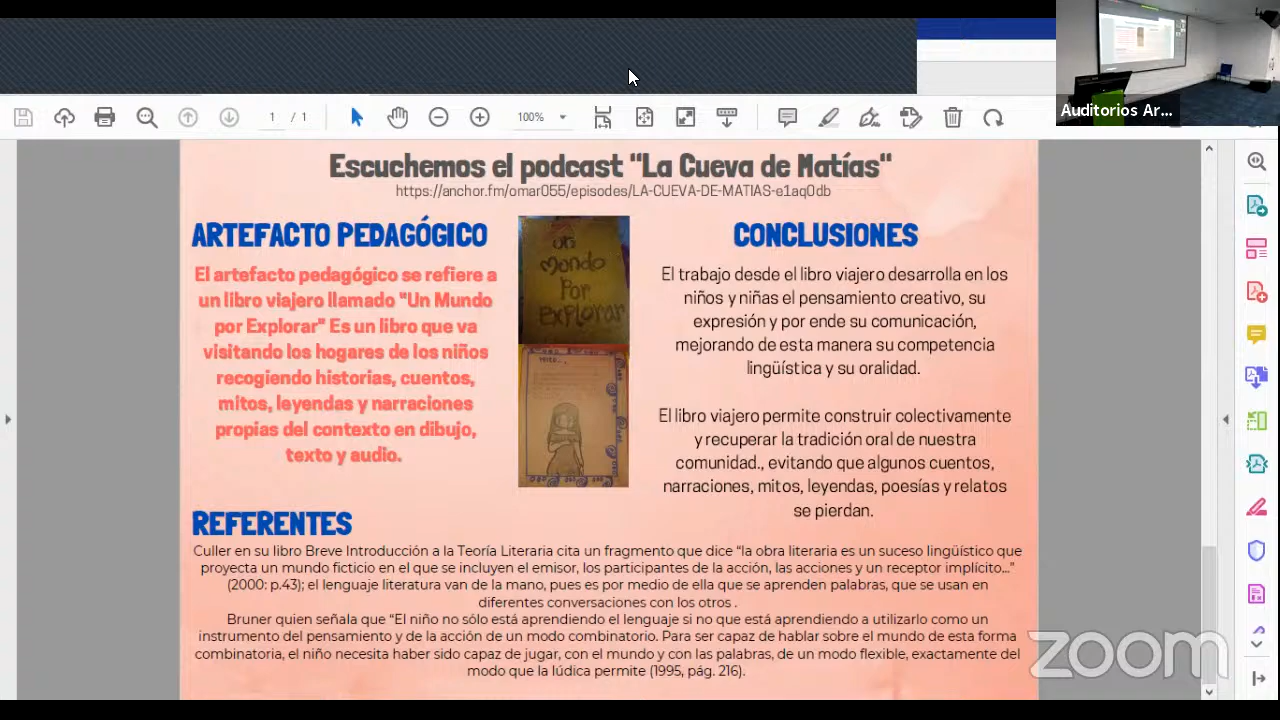 Auditorios Ar...
1 / 1
100%
Escuchemos el podcast "La Cueva de Matías"
https://anchor.fm/omar055/episodes/LA-CUEVA-DE-MATIAS-e1aq0db
ARTEFACTO PEDAGÓGICO
El artefacto pedagógico se refiere a
un libro viajero llamado "Un Mundo
por Explorar" Es un libro que va
visitando los hogares de los niños
recogiendo historias, cuentos,
mitos, leyendas y narraciones
propias del contexto en dibujo,
texto y audio.
un
mondo
Por
explorar
CONCLUSIONES
El trabajo desde el libro viajero desarrolla en los
niños y niñas el pensamiento creativo, su
expresión y por ende su comunicación,
mejorando de esta manera su competencia
lingüística y su oralidad.
El libro viajero permite construir colectivamente
y recuperar la tradición oral de nuestra
comunidad., evitando que algunos cuentos,
narraciones, mitos, leyendas, poesías y relatos
se pierdan.
REFERENTES
Culler en su libro Breve Introducción a la Teoría Literaria cita un fragmento que dice “la obra literaria es un suceso lingüístico que
proyecta un mundo ficticio en el que se incluyen el emisor, los participantes de la acción, las acciones y un receptor implícito...”
(2000: p.43); el lenguaje literatura van de la mano, pues es por medio de ella que se aprenden palabras, que se usan en
diferentes conversaciones con los otros .
Bruner quien señala que “El niño no sólo está aprendiendo el lenguaje si no que está aprendiendo a utilizarlo como un
instrumento del pensamiento y de la acción de un modo combinatorio. Para ser capaz de hablar sobre el mundo de esta forma
combinatoria, el niño necesita haber sido capaz de jugar, con el mundo y con las palabras, de un modo flexible, exactamente del
modo que la lúdica permite (1995, pág. 216).
zoom